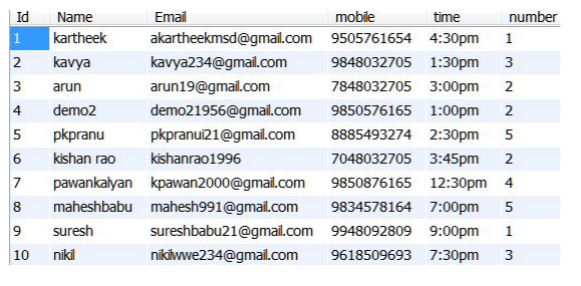 Id Name Email mobile time number
1 kartheek akartheekmsd@gmail.com 9505761654 4:30pm 1
2 kavya kavya234@gmail.com 9848032705 1:30pm 3
3 arun arun19@gmail.com 7848032705 3:00pm 2
4 demo2 demo21956@gmail.com 9850576165 1:00pm 2
5 pkpranu pkpranui21@gmail.com 8885493274 2:30pm 5
6 kishan rao kishanrao1996 7048032705 3:45pm 2
7 pawankalyan kpawan2000@gmail.com 9850876165 12:30pm 4
8 maheshbabu mahesh991@gmail.com 9834578164 7:00pm 5
9 suresh sureshbabu21@gmail.com 9948092809 9:00pm 1
10 nikil nikilwwe234@gmail.com 9618509693 7:30pm 3